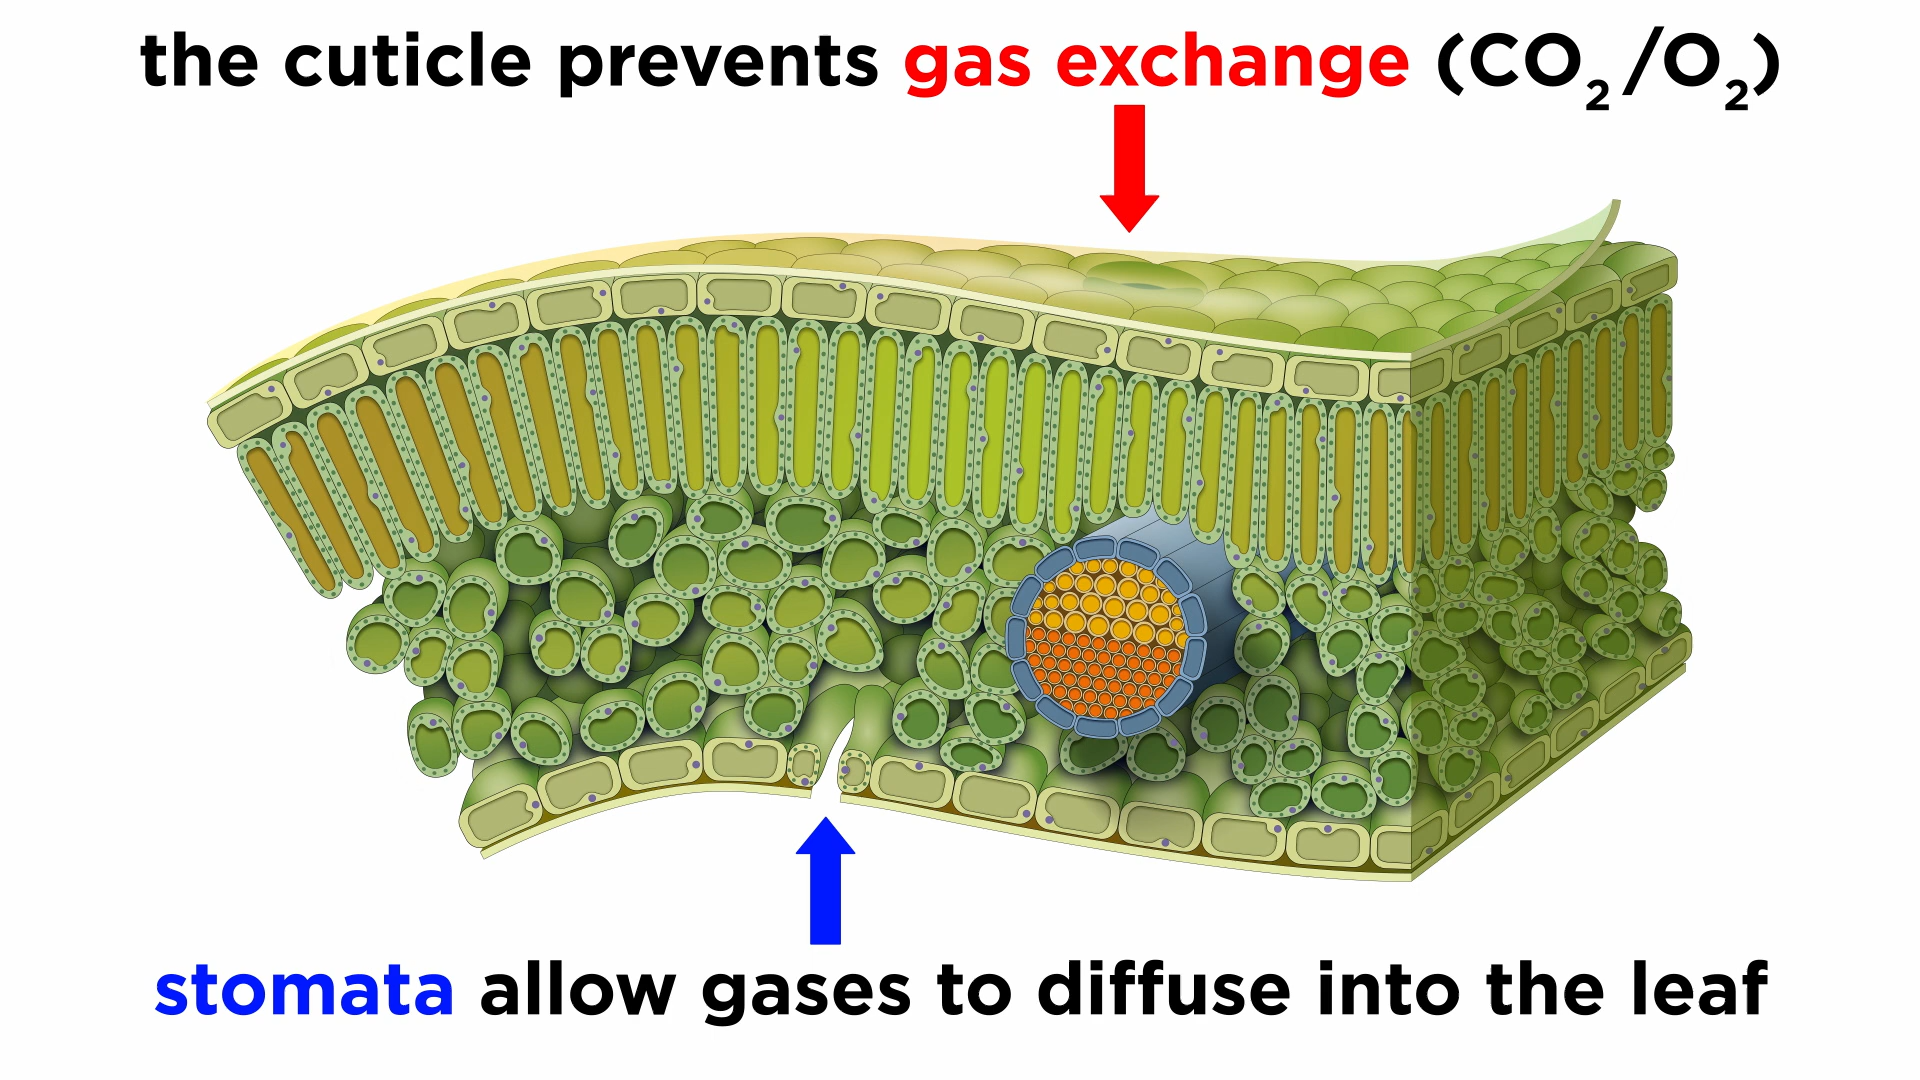 the cuticle prevents gas exchange (CO₂/O₂)
stomata allow gases to diffuse into the leaf